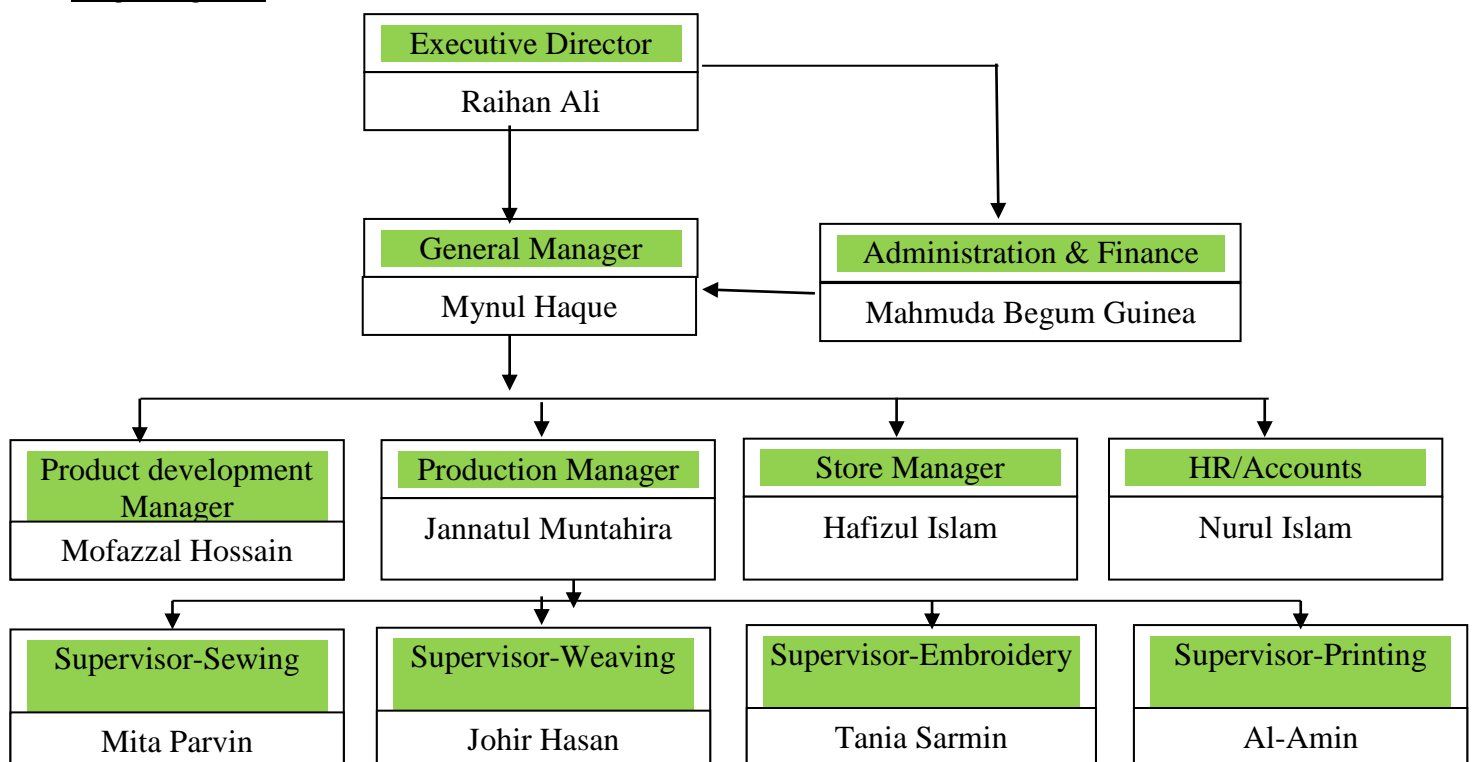 Executive Director
Raihan Ali
General Manager
Mynul Haque
Administration & Finance
Mahmuda Begum Guinea
Product development
Manager
Mofazzal Hossain
Production Manager
Jannatul Muntahira
Store Manager
Hafizul Islam
HR/Accounts
Nurul Islam
Supervisor-Sewing
Mita Parvin
Supervisor-Weaving
Johir Hasan
Supervisor-Embroidery
Tania Sarmin
Supervisor-Printing
Al-Amin